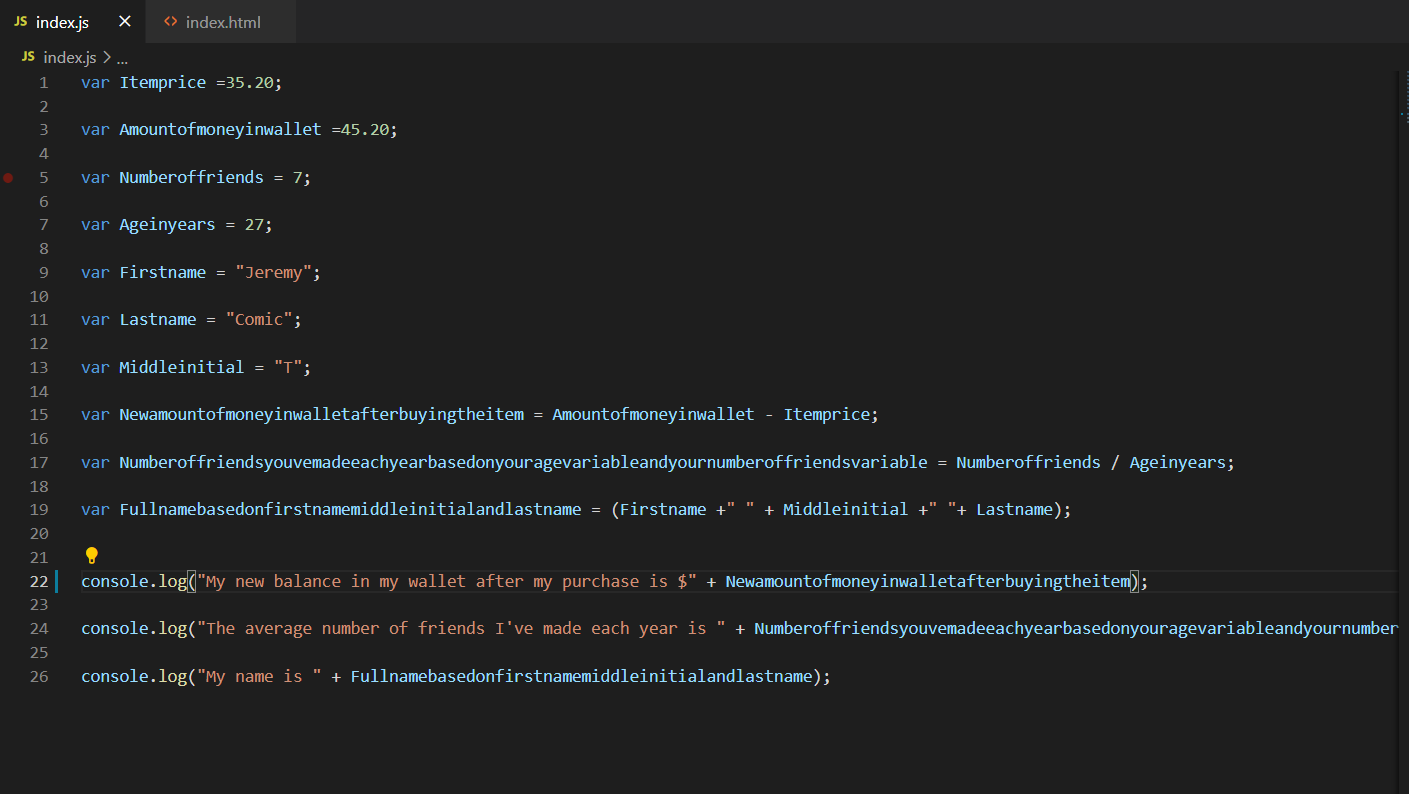 JS index.js × <> index.html
JS index.js > ...
1 var Itemprice =35.20;
2
3 var Amountofmoneyinwallet =45.20;
4
5 var Numberoffriends = 7;
6
7 var Ageinyears = 27;
8
9 var Firstname = "Jeremy";
10
11 var Lastname = "Comic";
12
13 var Middleinitial = "T";
14
15 var Newamountofmoneyinwalletafterbuyingtheitem = Amountofmoneyinwallet - Itemprice;
16
17 var Numberoffriendsyouvemadeeachyearbasedonyouragevariableandyournumberoffriendsvariable = Numberoffriends / Ageinyears;
18
19 var Fullnamebasedonfirstnamemiddleinitialandlastname = (Firstname +" " + Middleinitial +" "+ Lastname);
20
21
22 console.log("My new balance in my wallet after my purchase is $" + Newamountofmoneyinwalletafterbuyingtheitem);
23
24 console.log("The average number of friends I've made each year is " + Numberoffriendsyouvemadeeachyearbasedonyouragevariableandyournumber
25
26 console.log("My name is " + Fullnamebasedonfirstnamemiddleinitialandlastname);